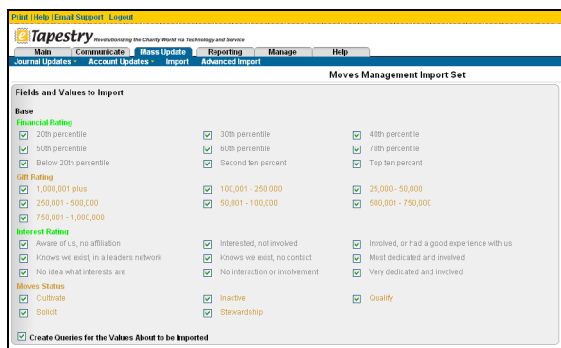 Print | Help | Email Support Logout
eTapestry Revolutionizing the Charity World via Technology and Service
Main Communicate Mass Update Reporting Manage Help
Journal Updates Account Updates Import Advanced Import
Moves Management Import Set
Fields and Values to Import
Base
Financial Rating
20th percentile 30th percentile 40th percentile
50th percentile 60th percentile 70th percentile
Below 20th percentile Second ten percent Top ten percent
Gift Rating
1,000,001 plus 100,001 - 250,000 25,000 - 50,000
250,001 - 500,000 50,001 - 100,000 500,001 - 750,000
750,001 - 1,000,000
Interest Rating
Aware of us, no affiliation Interested, not involved Involved, or had a good experience with us
Knows we exist, in a leaders network Knows we exist, no contact Most dedicated and involved
No idea what interests are No interaction or involvement Very dedicated and involved
Moves Status
Cultivate Inactive Qualify
Solicit Stewardship
Create Queries for the Values About to be Imported